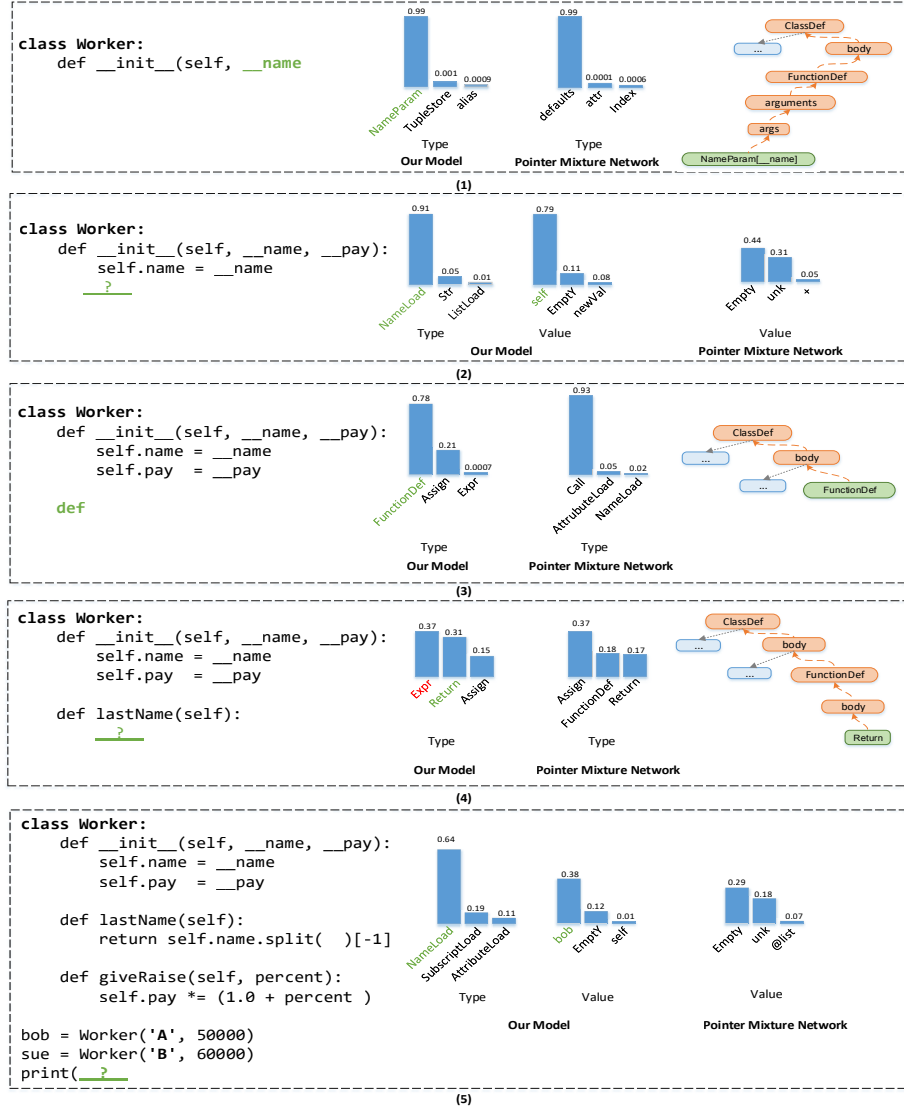 class Worker:
def __init__(self, __name
0.99
0.001
0.0009
NameParam
TupleStore
alias
Type
Our Model
0.99
0.0001
0.0006
defaults
attr
Index
Type
Pointer Mixture Network
ClassDef
...
body
FunctionDef
arguments
args
NameParam[__name]
(1)
class Worker:
def __init__(self, __name, __pay):
self.name = __name
?
0.91
0.05
0.01
NameLoad
Str
ListLoad
Type
0.79
0.11
0.08
self
EmptY
newVal
Value
Our Model
0.44
0.31
0.05
Empty
unk
+
Value
Pointer Mixture Network
(2)
class Worker:
def __init__(self, __name, __pay):
self.name = __name
self.pay  = __pay
def
0.78
0.21
0.0007
FunctionDef
Assign
Expr
Type
Our Model
0.93
0.05
0.02
Call
AttrubuteLoad
NameLoad
Type
Pointer Mixture Network
ClassDef
...
body
...
FunctionDef
(3)
class Worker:
def __init__(self, __name, __pay):
self.name = __name
self.pay  = __pay
def lastName(self):
?
0.37
0.31
0.15
Expr
Return
Assign
Type
Our Model
0.37
0.18
0.17
Assign
FunctionDef
Return
Type
Pointer Mixture Network
ClassDef
...
body
...
FunctionDef
body
Return
(4)
class Worker:
def __init__(self, __name, __pay):
self.name = __name
self.pay  = __pay
def lastName(self):
return self.name.split(  )[-1]
def giveRaise(self, percent):
self.pay *= (1.0 + percent )
bob = Worker('A', 50000)
sue = Worker('B', 60000)
print( ?
0.64
0.19
0.11
NameLoad
SubscriptLoad
AttributeLoad
Type
0.38
0.12
0.01
bob
EmptY
self
Value
Our Model
0.29
0.18
0.07
Empty
unk
@list
Value
Pointer Mixture Network
(5)